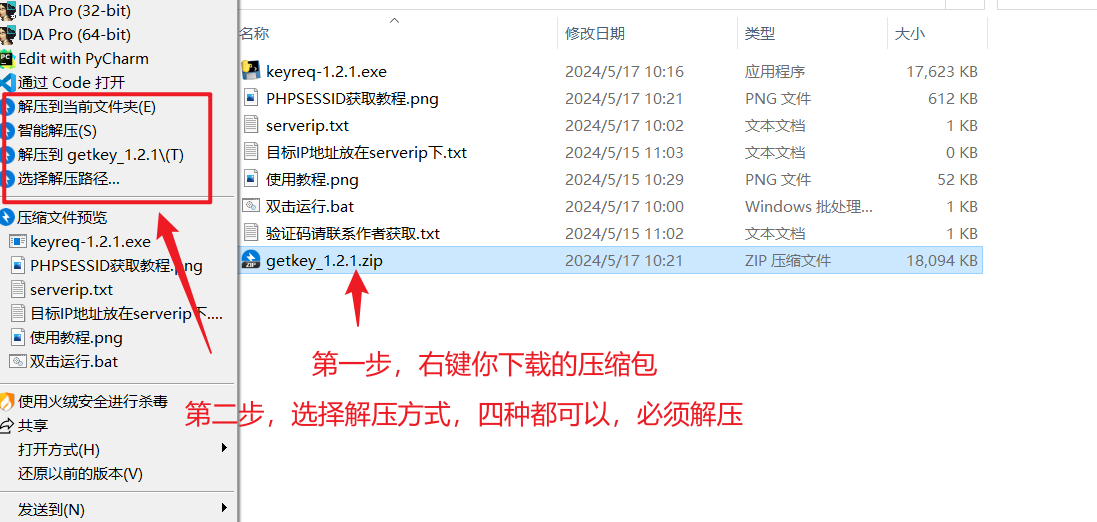 IDA Pro (32-bit)
IDA Pro (64-bit)
Edit with PyCharm
通过 Code 打开
解压到当前文件夹(E)
智能解压(S)
解压到 getkey_1.2.1\(T)
选择解压路径...
压缩文件预览
keyreq-1.2.1.exe
PHPSESSID获取教程.png
serverip.txt
目标IP地址放在serverip下....
使用教程.png
双击运行.bat
使用火绒安全进行杀毒
共享
打开方式(H)
还原以前的版本(V)
发送到(N)
名称 修改日期 类型 大小
keyreq-1.2.1.exe 2024/5/17 10:16 应用程序 17,623 KB
PHPSESSID获取教程.png 2024/5/17 10:21 PNG 文件 612 KB
serverip.txt 2024/5/17 10:02 文本文档 1 KB
目标IP地址放在serverip下.txt 2024/5/15 11:03 文本文档 0 KB
使用教程.png 2024/5/15 10:29 PNG 文件 52 KB
双击运行.bat 2024/5/17 10:00 Windows 批处理... 1 KB
验证码请联系作者获取.txt 2024/5/15 11:02 文本文档 1 KB
getkey_1.2.1.zip 2024/5/17 10:21 ZIP 压缩文件 18,094 KB
第一步，右键你下载的压缩包
第二步，选择解压方式，四种都可以，必须解压